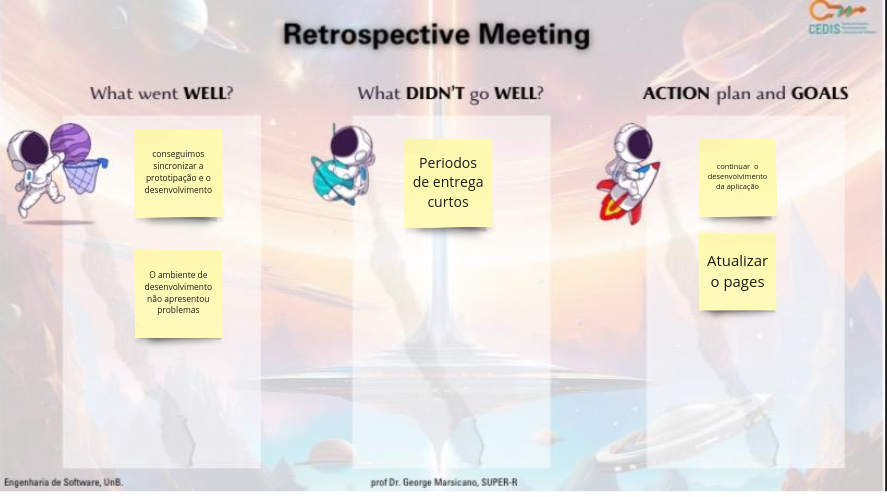 Retrospective Meeting
CEDIS
What went WELL?
What DIDN'T go WELL?
ACTION plan and GOALS
conseguimos
sincronizar a
prototipação e o
desenvolvimento
O ambiente de
desenvolvimento
não apresentou
problemas
Periodos
de entrega
curtos
continuar o
desenvolvimento
da aplicação
Atualizar
o pages
Engenharia de Software, UnB.
prof Dr. George Marsicano, SUPER-R